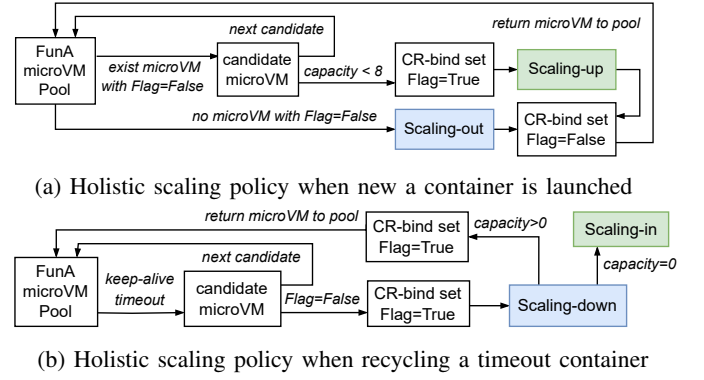 next candidate
return microVM to pool
FunA
microVM
Pool
exist microVM
with Flag=False
candidate
microVM
capacity < 8
CR-bind set
Flag=True
Scaling-up
no microVM with Flag=False
Scaling-out
CR-bind set
Flag=False
(a) Holistic scaling policy when new a container is launched
return microVM to pool
CR-bind set
Flag=True
capacity>0
Scaling-in
next candidate
capacity=0
FunA
microVM
Pool
keep-alive
timeout
candidate
microVM
Flag=False
CR-bind set
Flag=True
Scaling-down
(b) Holistic scaling policy when recycling a timeout container